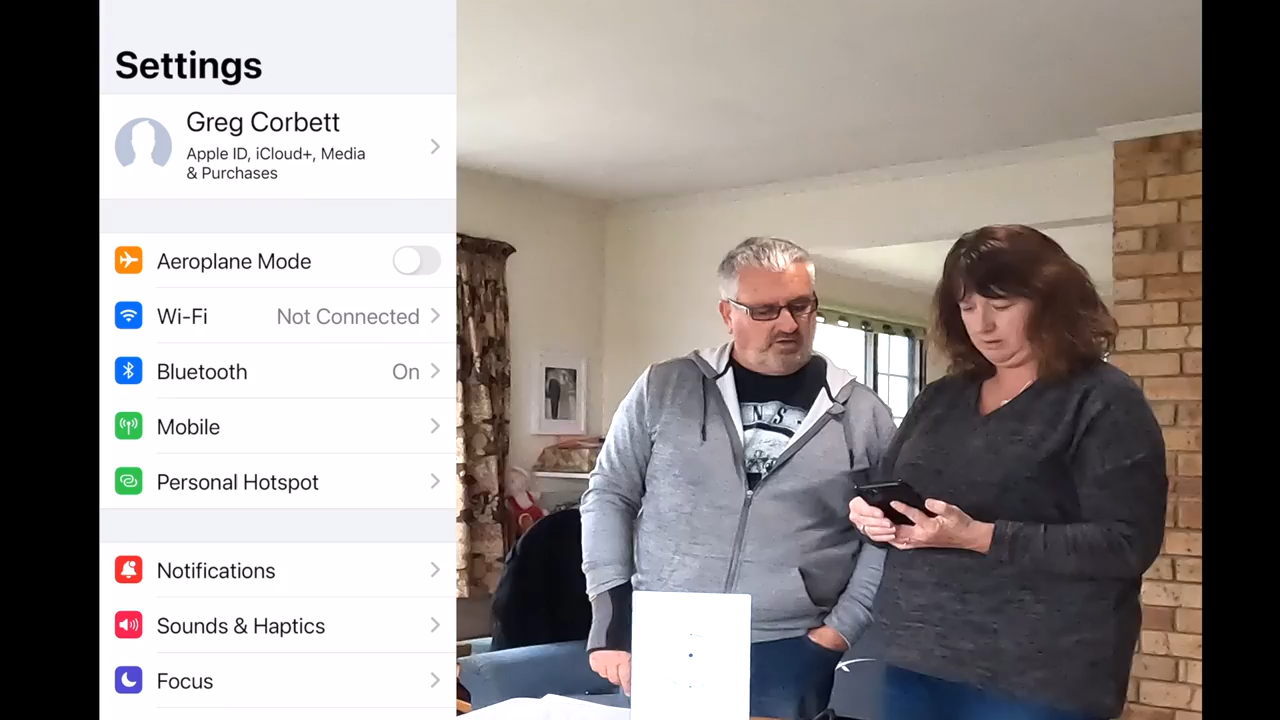 Settings
Greg Corbett
Apple ID, iCloud+, Media
& Purchases
Aeroplane Mode
Wi-Fi Not Connected
Bluetooth On
Mobile
Personal Hotspot
Notifications
Sounds & Haptics
Focus